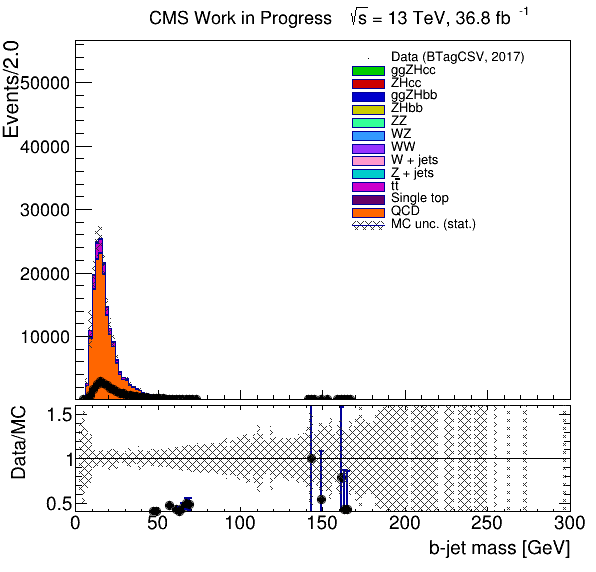 CMS Work in Progress √s = 13 TeV, 36.8 fb⁻¹
Events/2.0
50000
40000
30000
20000
10000
Data (BTagCSV, 2017)
ggZHcc
ZHcc
ggZHbb
ZHbb
ZZ
WZ
WW
W + jets
Z + jets
tt̅
Single top
QCD
MC unc. (stat.)
Data/MC
1.5
1
0.5
0 50 100 150 200 250 300
b-jet mass [GeV]